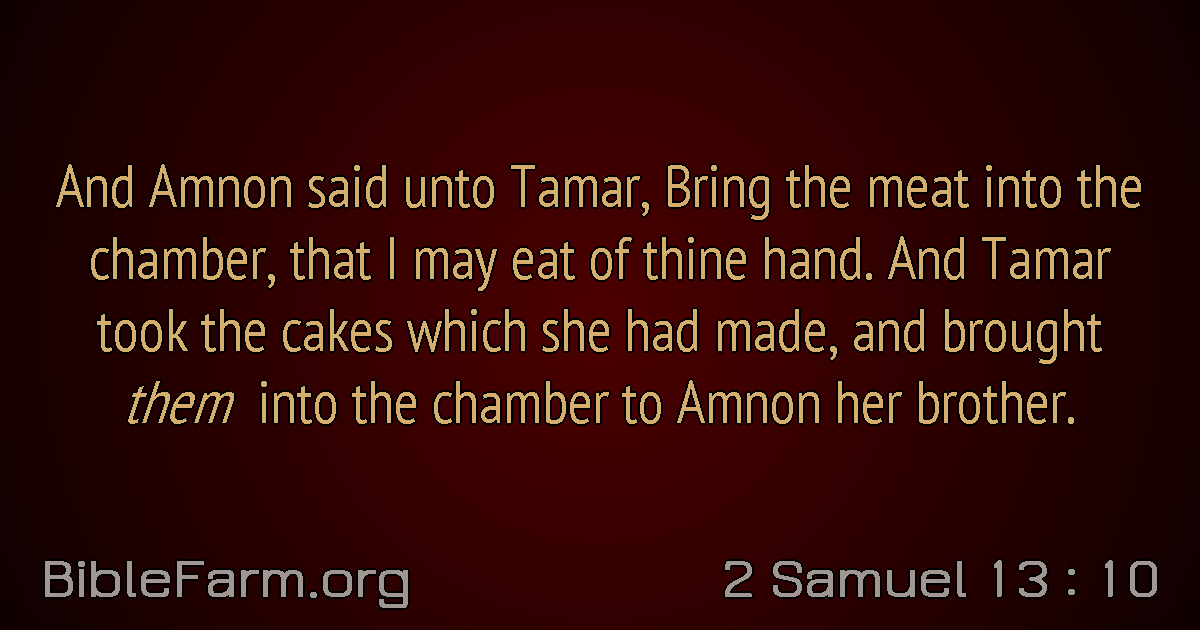 And Amnon said unto Tamar, Bring the meat into the
chamber, that I may eat of thine hand. And Tamar
took the cakes which she had made, and brought
them into the chamber to Amnon her brother.
BibleFarm.org
2 Samuel 13 : 10